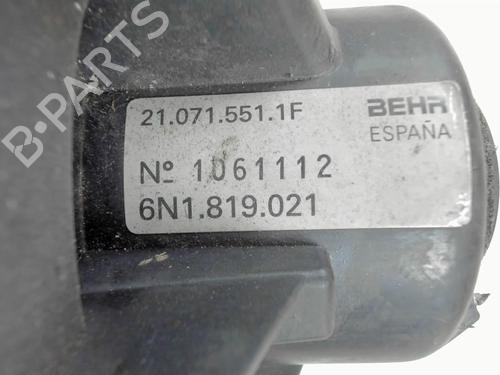 B-PARTS
21.071.551.1F
BEHR
ESPAÑA
Nº 1061112
6N1.819.021